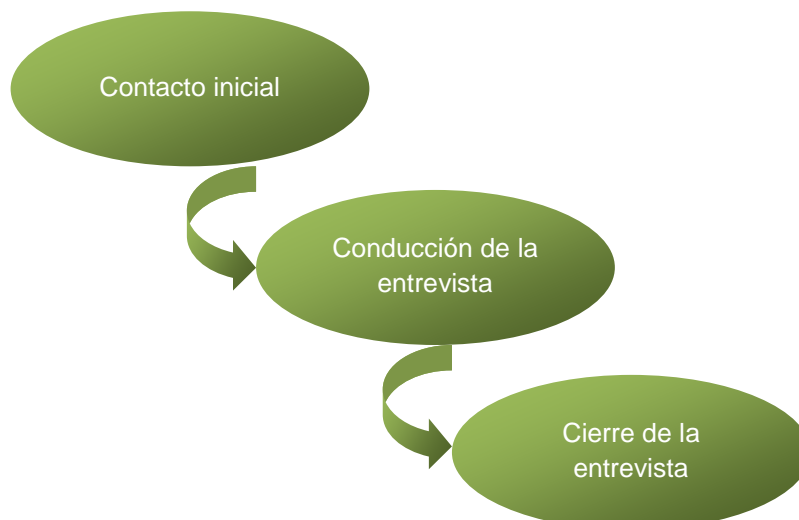 Contacto inicial
Conducción de la
entrevista
Cierre de la
entrevista